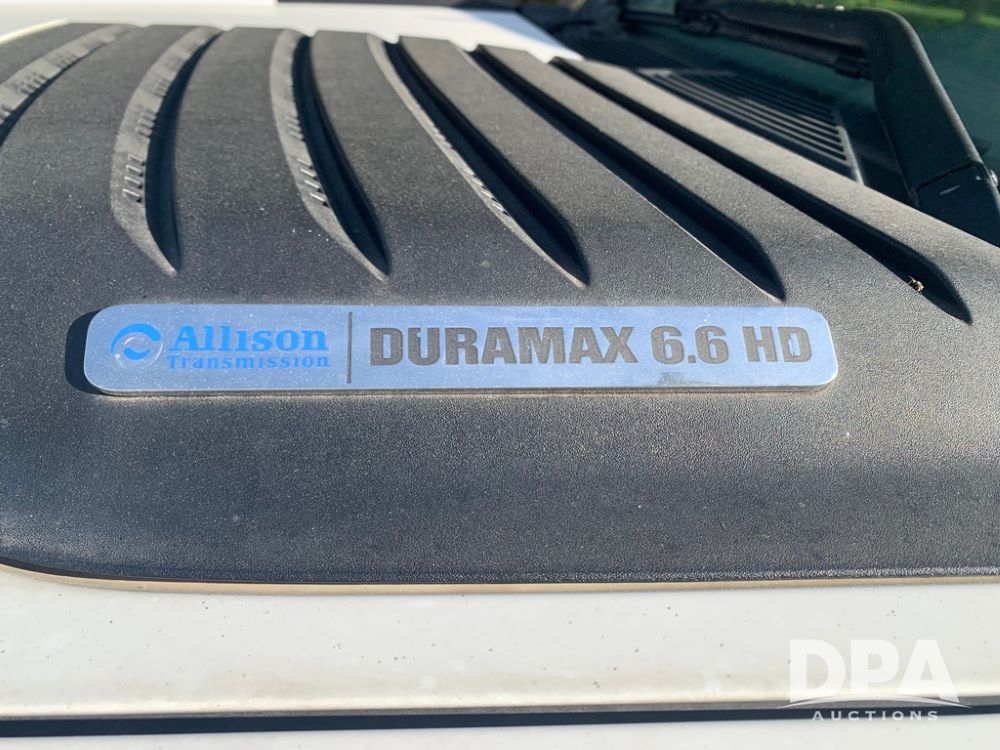 Allison
Transmission
DURAMAX 6.6 HD
DPA
AUCTIONS